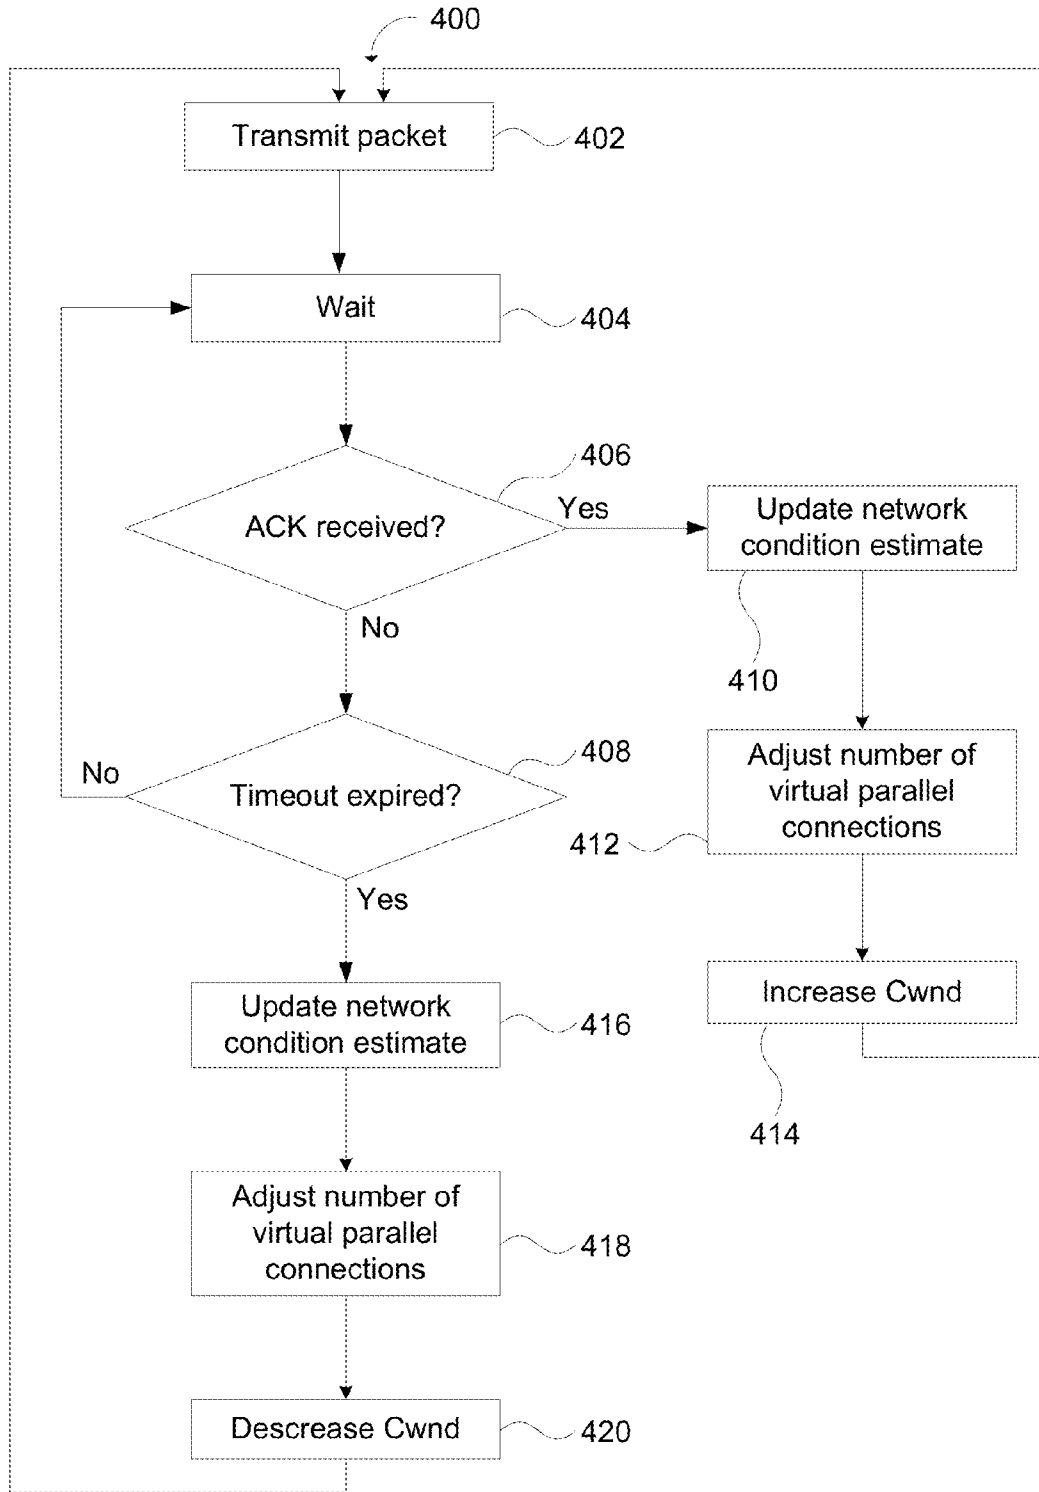 400
Transmit packet
402
Wait
404
406
ACK received?
Yes
Update network
condition estimate
No
410
408
No
Timeout expired?
Adjust number of
virtual parallel
connections
412
Yes
Update network
condition estimate
416
Increase Cwnd
414
Adjust number of
virtual parallel
connections
418
Descrease Cwnd
420